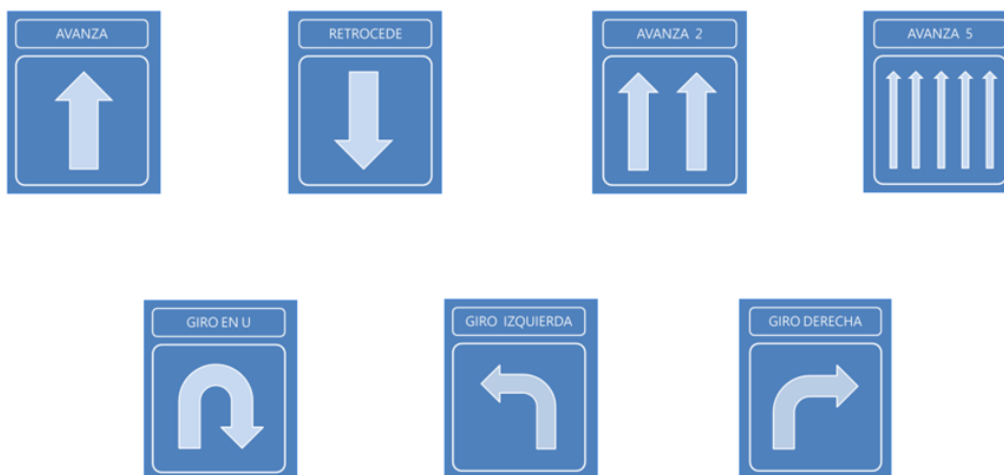 AVANZA
RETROCEDE
AVANZA 2
AVANZA 5
GIRO EN U
GIRO IZQUIERDA
GIRO DERECHA